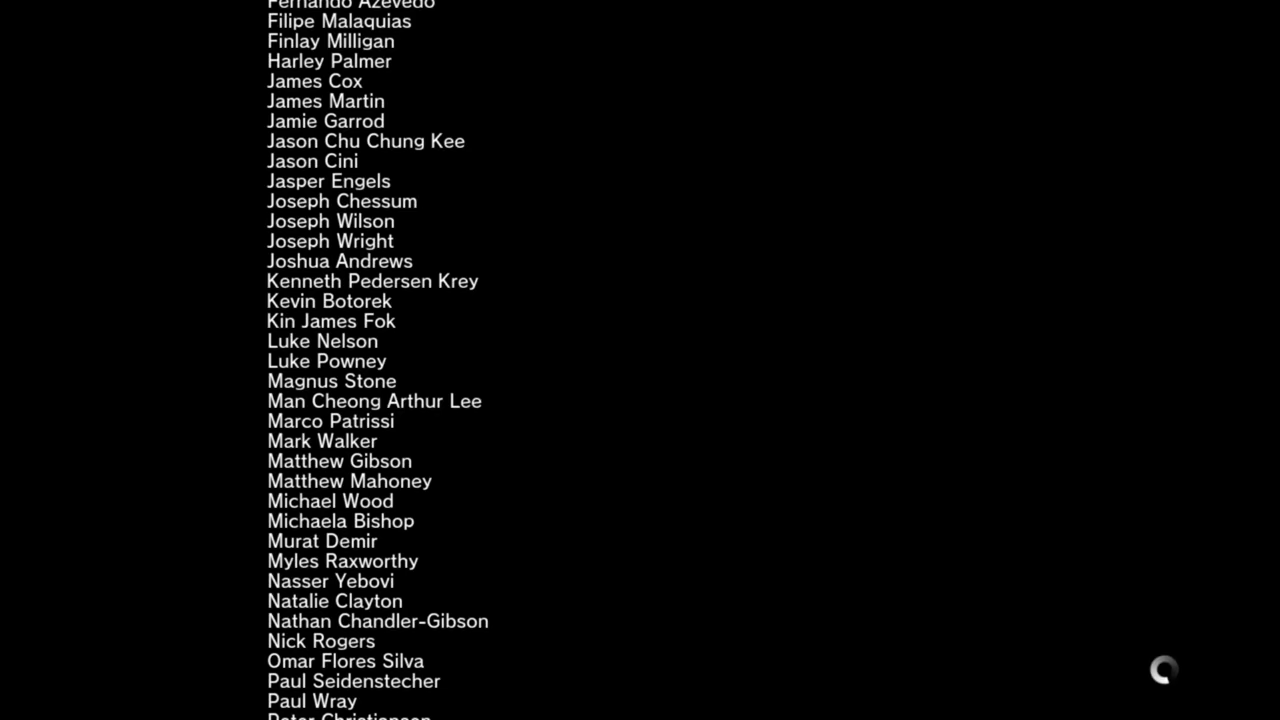 Fernando Azevedo
Filipe Malaquias
Finlay Milligan
Harley Palmer
James Cox
James Martin
Jamie Garrod
Jason Chu Chung Kee
Jason Cini
Jasper Engels
Joseph Chessum
Joseph Wilson
Joseph Wright
Joshua Andrews
Kenneth Pedersen Krey
Kevin Botorek
Kin James Fok
Luke Nelson
Luke Powney
Magnus Stone
Man Cheong Arthur Lee
Marco Patrissi
Mark Walker
Matthew Gibson
Matthew Mahoney
Michael Wood
Michaela Bishop
Murat Demir
Myles Raxworthy
Nasser Yebovi
Natalie Clayton
Nathan Chandler-Gibson
Nick Rogers
Omar Flores Silva
Paul Seidenstecher
Paul Wray
Peter Christiansen